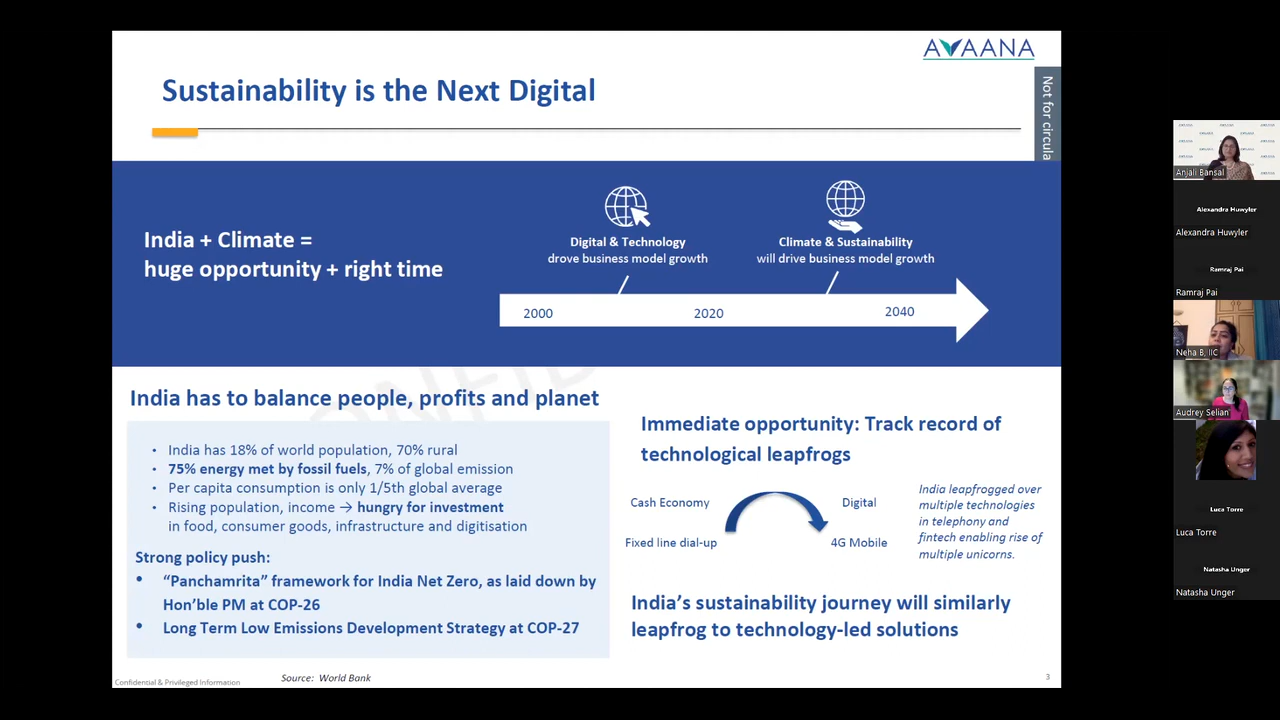 AVAANA
Sustainability is the Next Digital
Not for circula
India + Climate =
huge opportunity + right time
Digital & Technology
drove business model growth
Climate & Sustainability
will drive business model growth
2000
2020
2040
India has to balance people, profits and planet
• India has 18% of world population, 70% rural
• 75% energy met by fossil fuels, 7% of global emission
• Per capita consumption is only 1/5th global average
• Rising population, income → hungry for investment
in food, consumer goods, infrastructure and digitisation
Strong policy push:
• “Panchamrita” framework for India Net Zero, as laid down by
Hon’ble PM at COP-26
• Long Term Low Emissions Development Strategy at COP-27
Immediate opportunity: Track record of
technological leapfrogs
Cash Economy
Digital
Fixed line dial-up
4G Mobile
India leapfrogged over
multiple technologies
in telephony and
fintech enabling rise of
multiple unicorns.
India’s sustainability journey will similarly
leapfrog to technology-led solutions
Confidential & Privileged Information
Source: World Bank
3
Anjali Bansal
Alexandra Huwyler
Alexandra Huwyler
Ramraj Pai
Ramraj Pai
Neha B, IIC
Audrey Selian
Luca Torre
Luca Torre
Natasha Unger
Natasha Unger